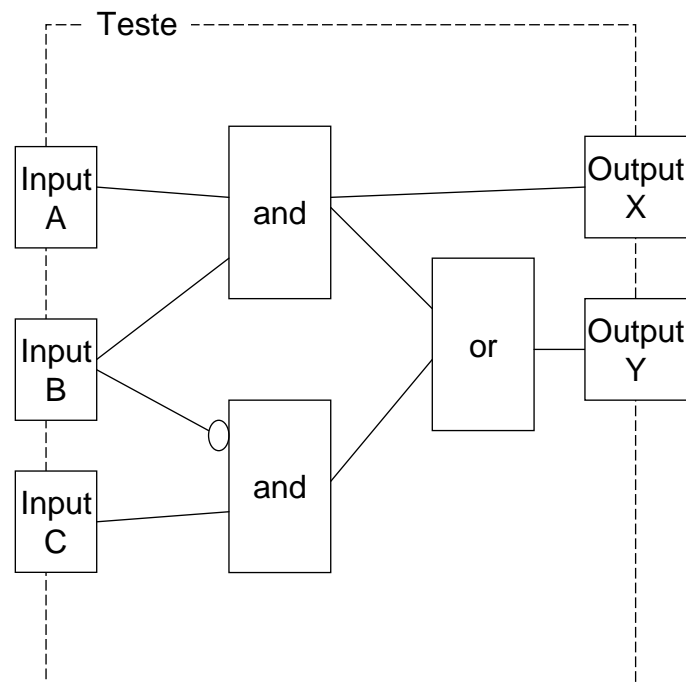 Teste
Input
A
and
Output
X
Input
B
or
Output
Y
Input
C
and